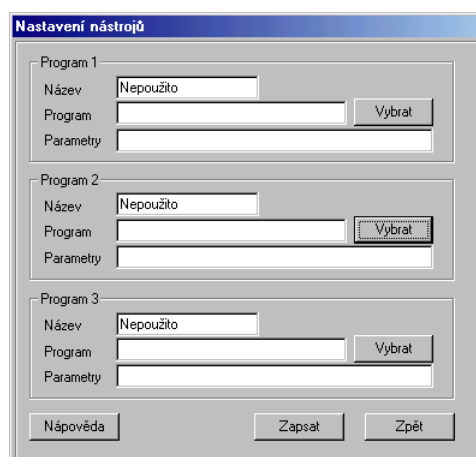 Nastavení nástrojů
Program 1
Název Nepoužito
Program Vybrat
Parametry
Program 2
Název Nepoužito
Program Vybrat
Parametry
Program 3
Název Nepoužito
Program Vybrat
Parametry
Nápověda Zapsat Zpět